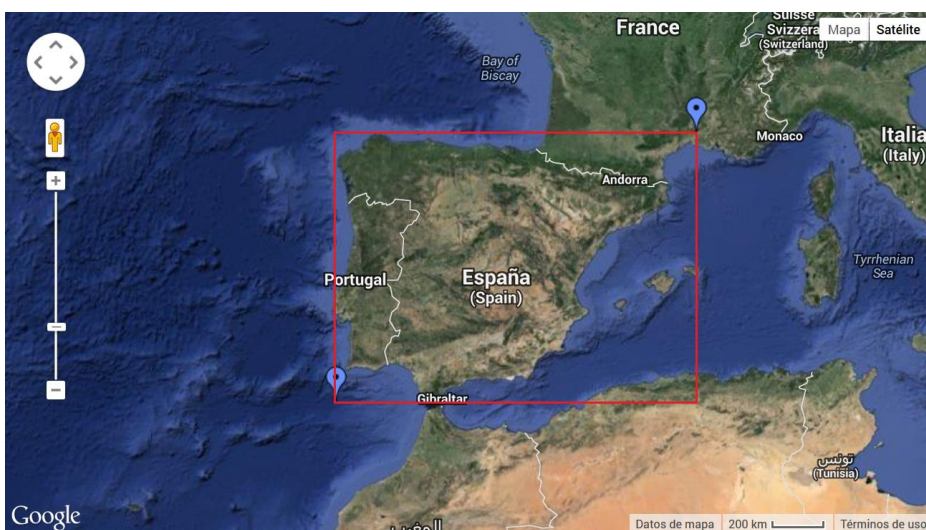 France
Suisse
Svizzera
(Switzerland)
Mapa
Satélite
Bay of
Biscay
Monaco
Italia
(Italy)
Andorra
Portugal
España
(Spain)
Tyrrhenian
Sea
Gibraltar
تونس
(Tunisia)
Google
Datos de mapa
200 km
Términos de uso